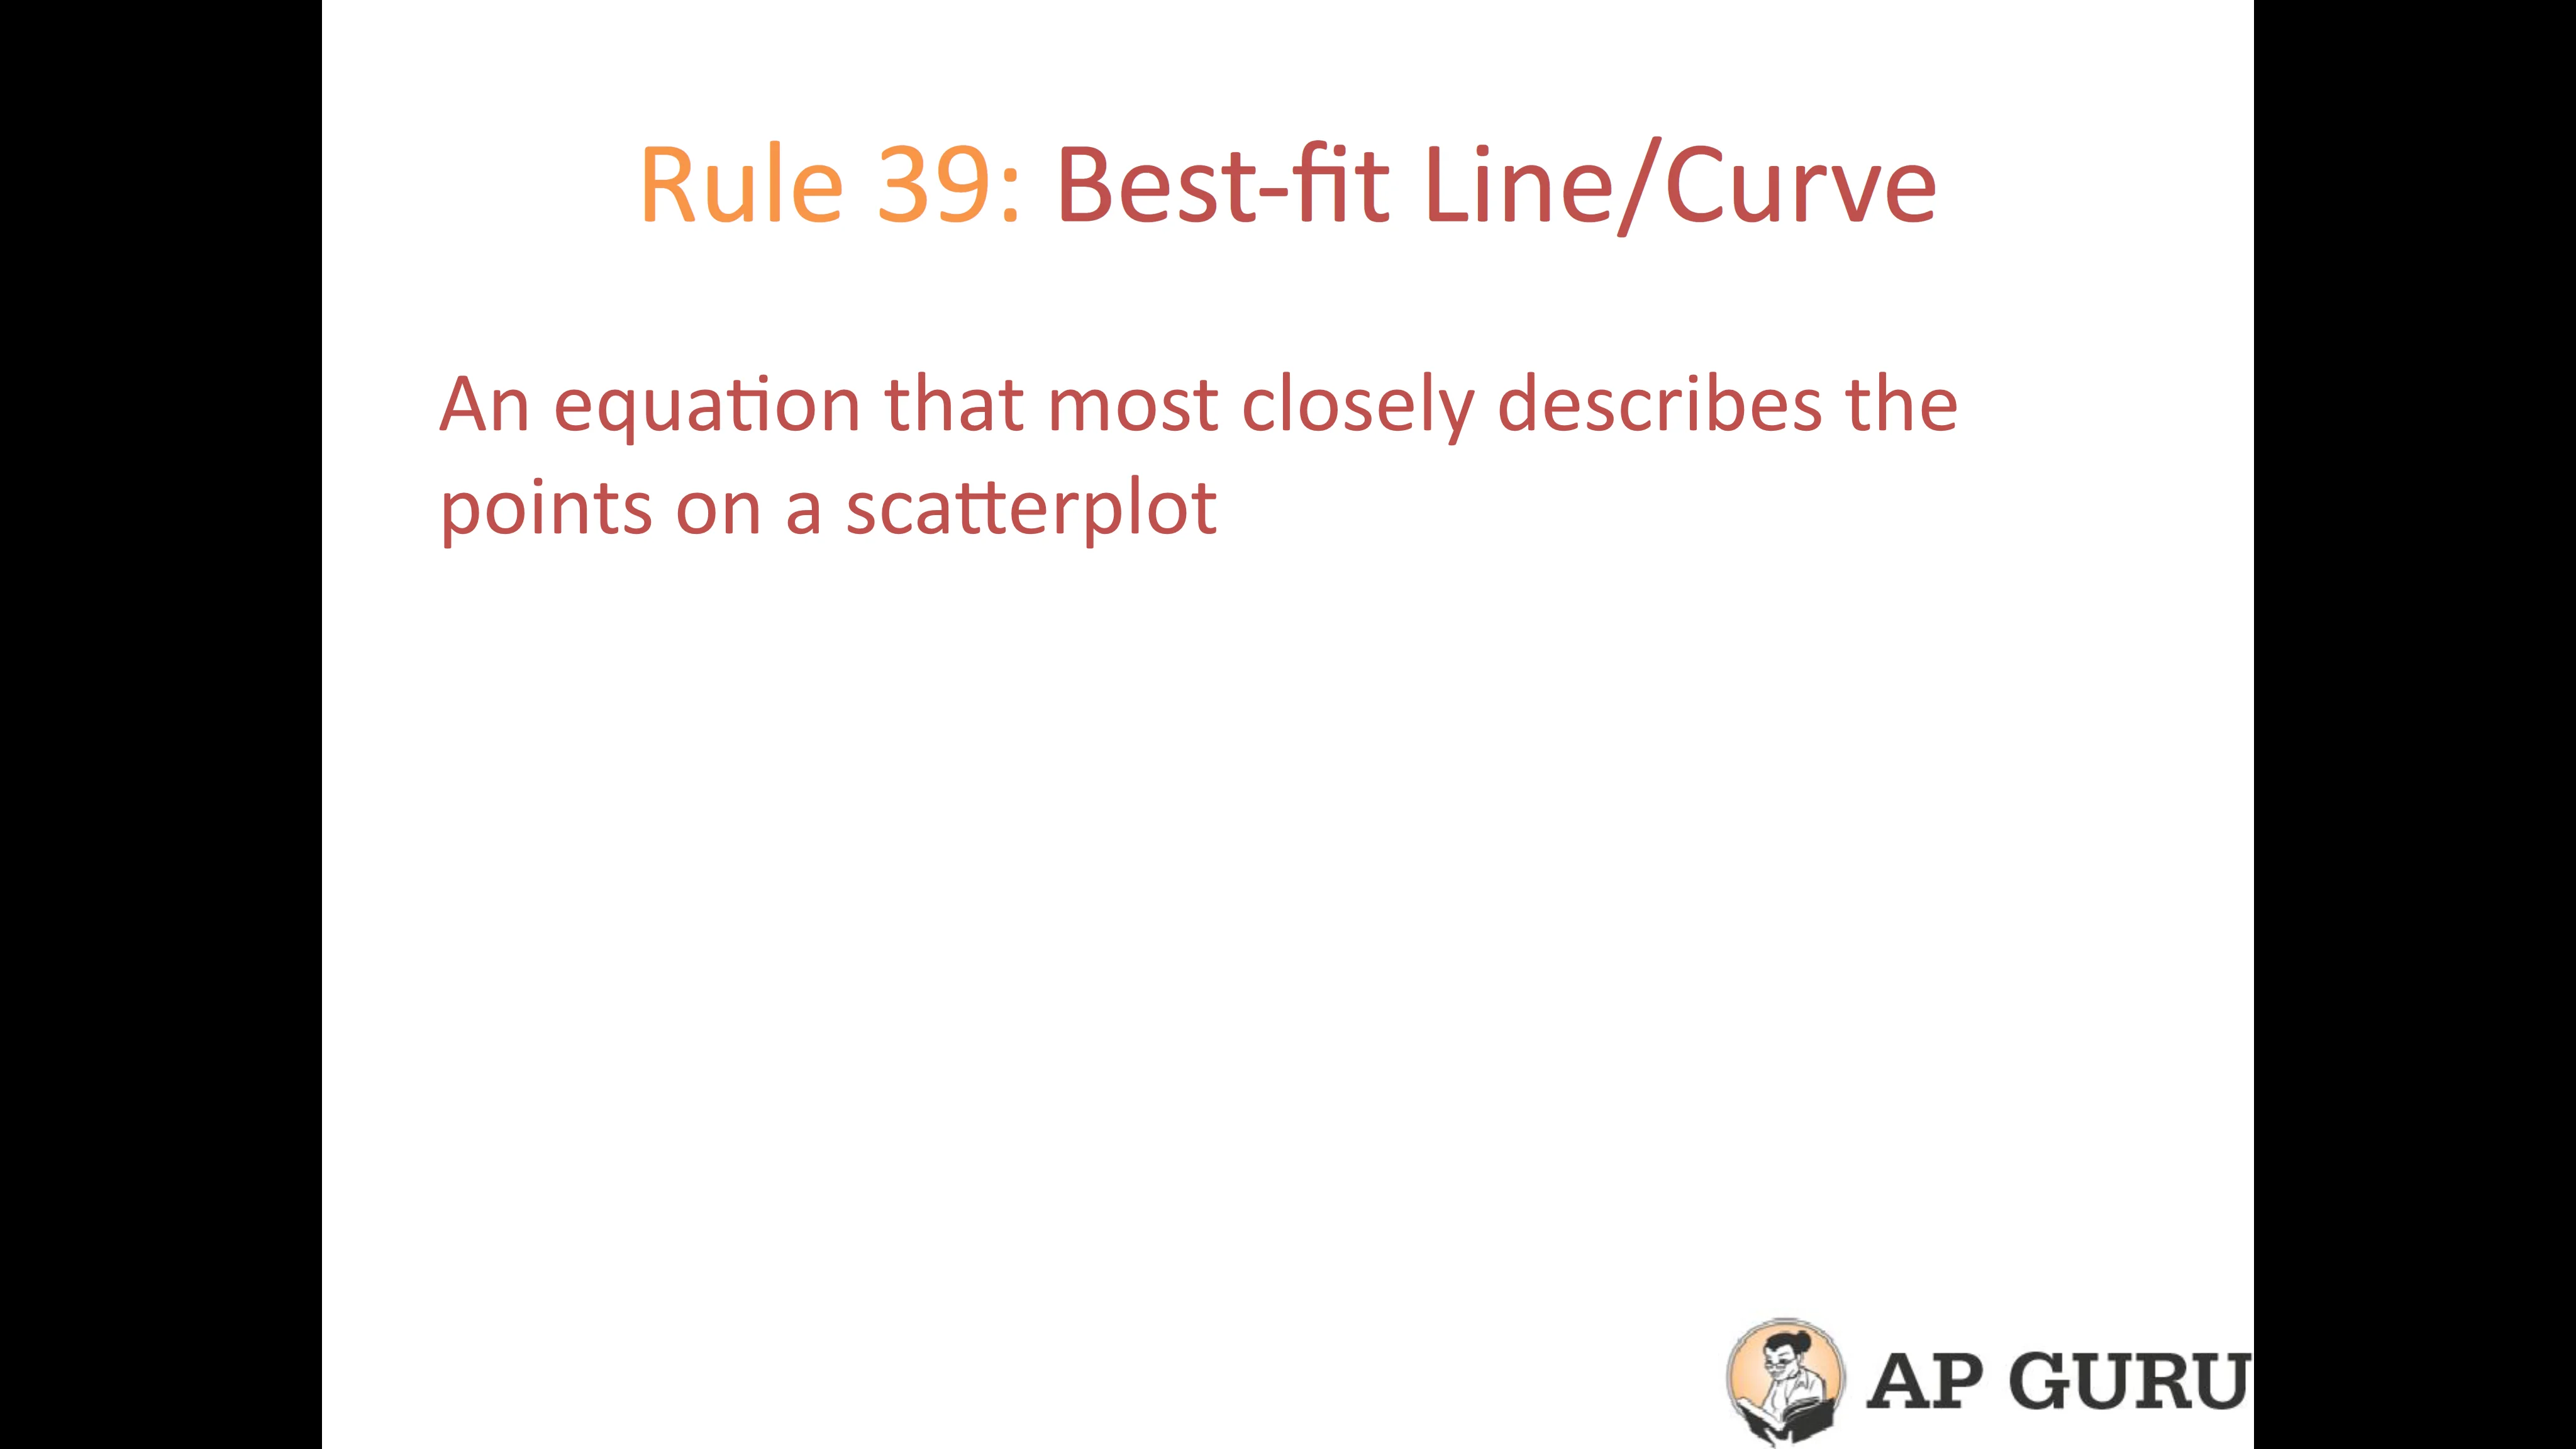 Rule 39: Best-fit Line/Curve
An equation that most closely describes the
points on a scatterplot
AP GURU